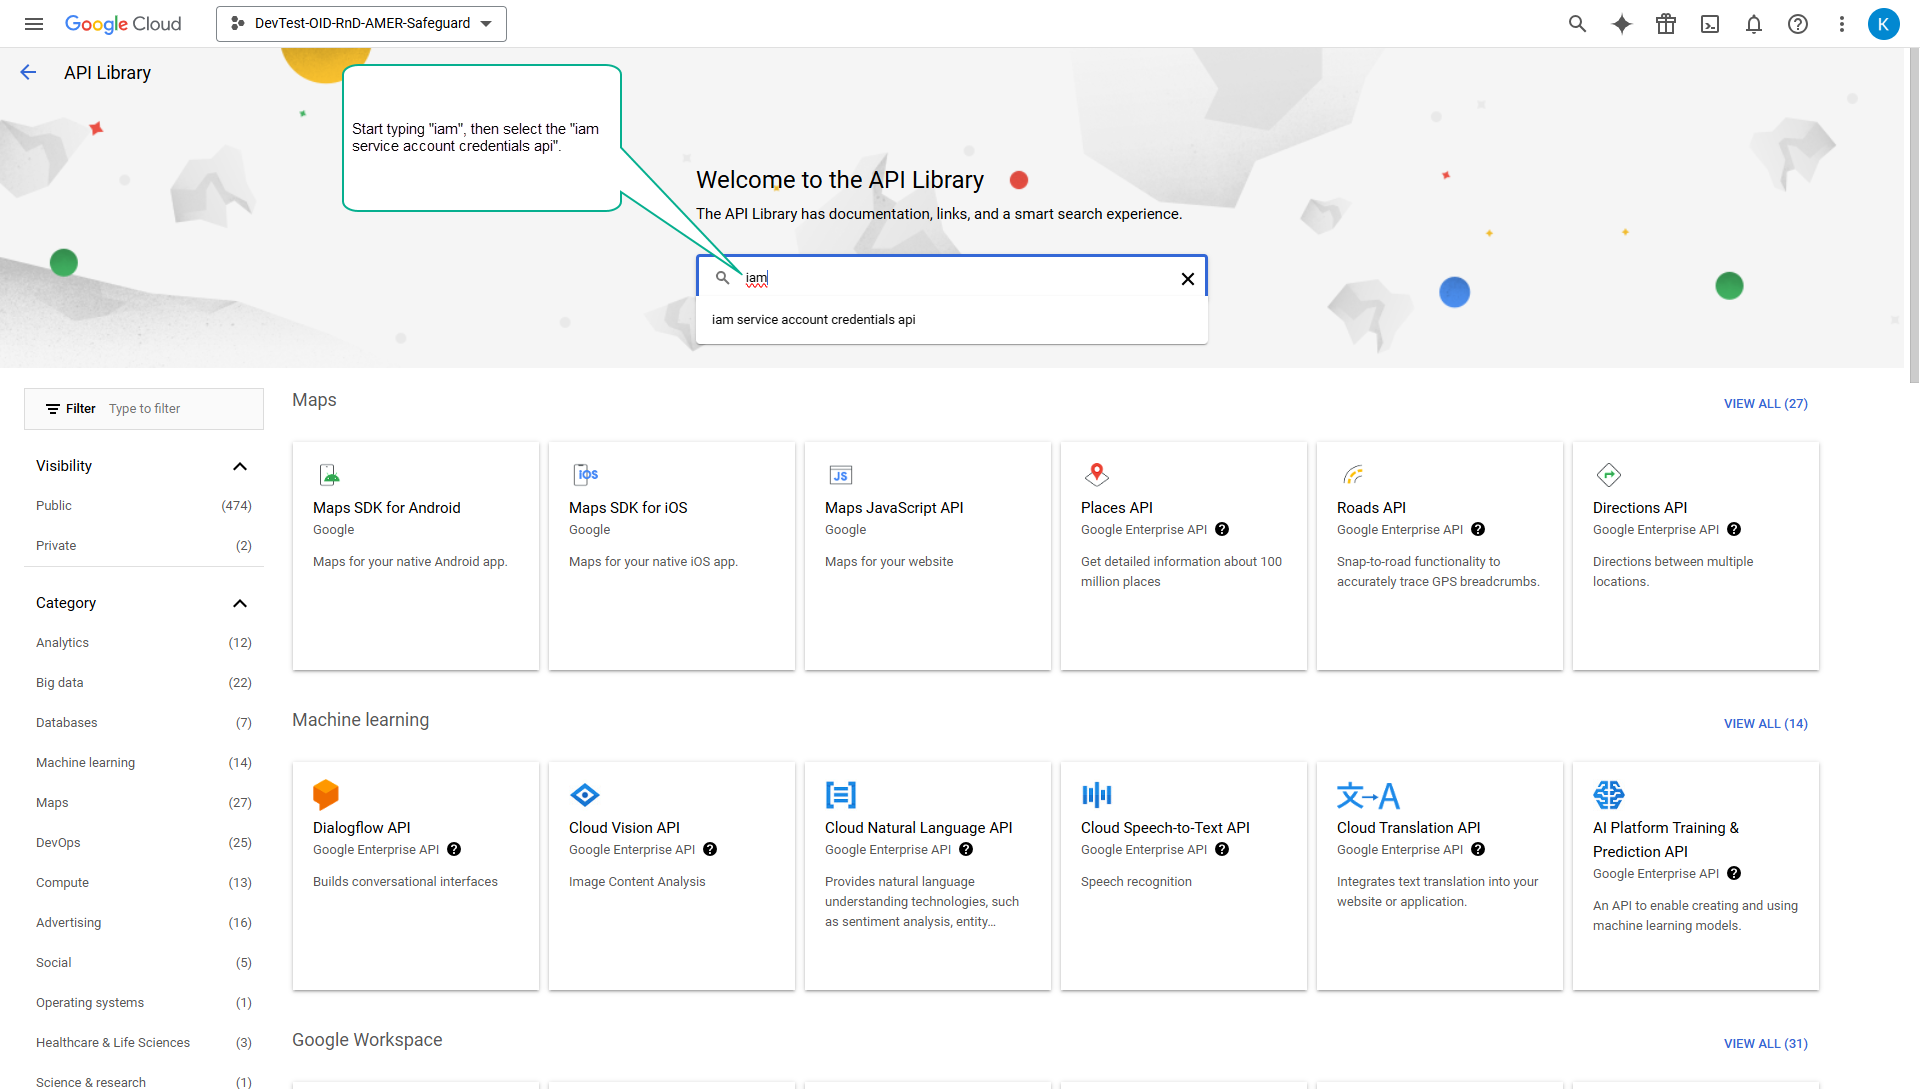 Google Cloud
DevTest-OID-RnD-AMER-Safeguard
K
API Library
Start typing "iam", then select the "iam
service account credentials api".
Welcome to the API Library
The API Library has documentation, links, and a smart search experience.
iam
iam service account credentials api
Filter Type to filter
Visibility
Public (474)
Private (2)
Category
Analytics (12)
Big data (22)
Databases (7)
Machine learning (14)
Maps (27)
DevOps (25)
Compute (13)
Advertising (16)
Social (5)
Operating systems (1)
Healthcare & Life Sciences (3)
Science & research (1)
Maps
VIEW ALL (27)
Maps SDK for Android
Google
Maps for your native Android app.
iOS
Maps SDK for iOS
Google
Maps for your native iOS app.
JS
Maps JavaScript API
Google
Maps for your website
Places API
Google Enterprise API
Get detailed information about 100
million places
Roads API
Google Enterprise API
Snap-to-road functionality to
accurately trace GPS breadcrumbs.
Directions API
Google Enterprise API
Directions between multiple
locations.
Machine learning
VIEW ALL (14)
Dialogflow API
Google Enterprise API
Builds conversational interfaces
Cloud Vision API
Google Enterprise API
Image Content Analysis
Cloud Natural Language API
Google Enterprise API
Provides natural language
understanding technologies, such
as sentiment analysis, entity…
Cloud Speech-to-Text API
Google Enterprise API
Speech recognition
文→A
Cloud Translation API
Google Enterprise API
Integrates text translation into your
website or application.
AI Platform Training &
Prediction API
Google Enterprise API
An API to enable creating and using
machine learning models.
Google Workspace
VIEW ALL (31)